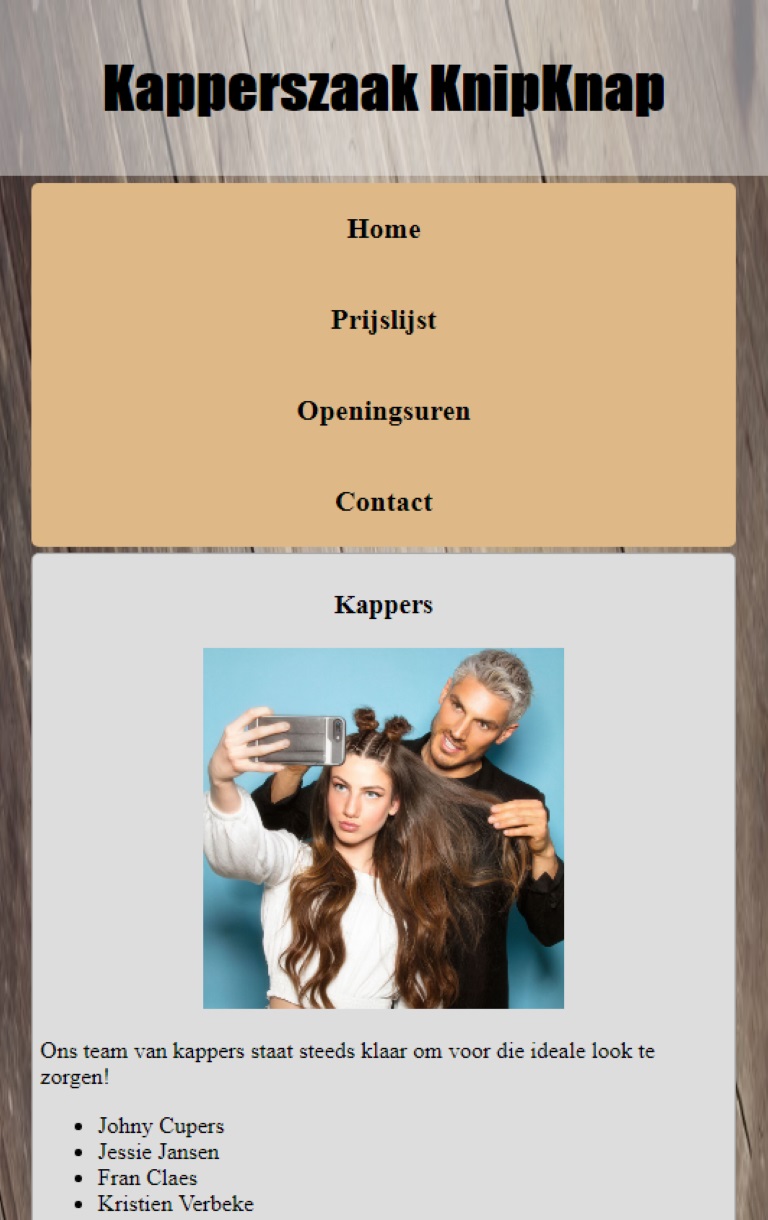 Kapperszaak KnipKnap
Home
Prijslijst
Openingsuren
Contact
Kappers
Ons team van kappers staat steeds klaar om voor die ideale look te
zorgen!
• Johny Cupers
• Jessie Jansen
• Fran Claes
• Kristien Verbeke